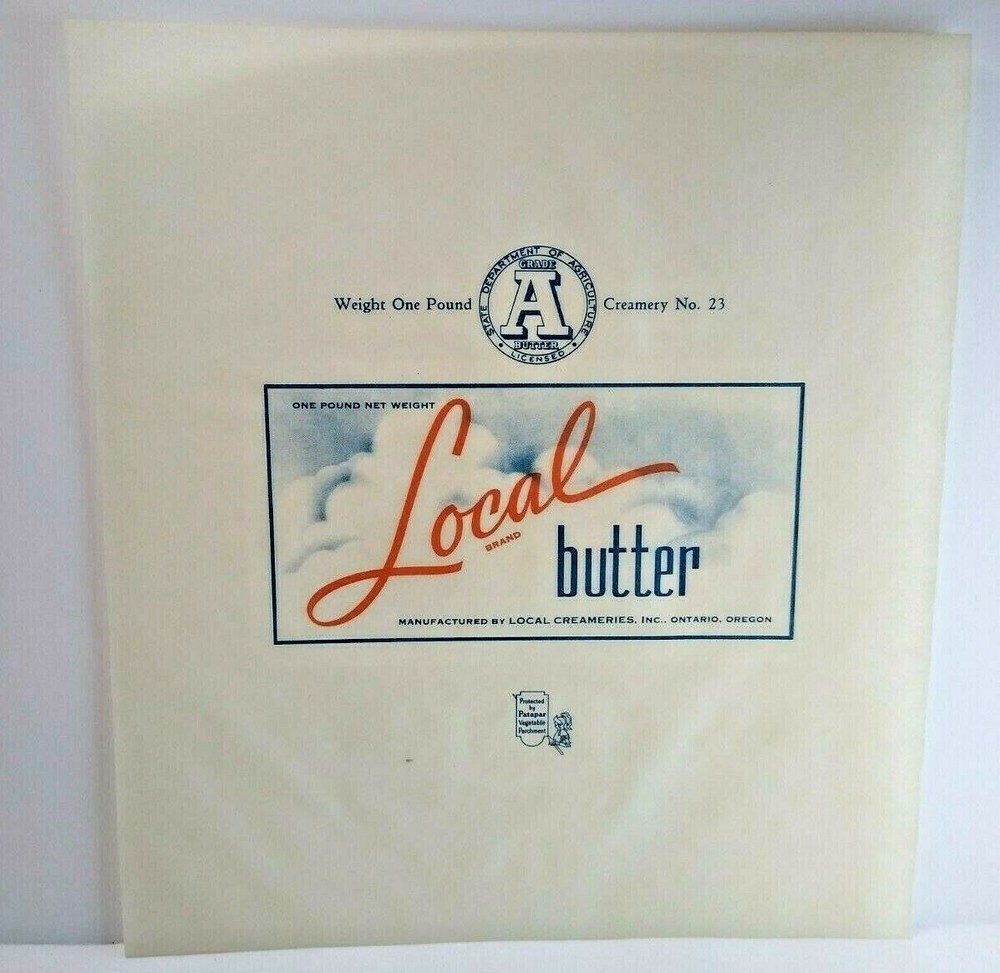 STATE DEPARTMENT OF AGRICULTURE
GRADE
A
BUTTER
• LICENSED •
Weight One Pound
Creamery No. 23
ONE POUND NET WEIGHT
Local
BRAND
butter
MANUFACTURED BY LOCAL CREAMERIES, INC., ONTARIO, OREGON
Protected
by
Patapar
Vegetable
Parchment